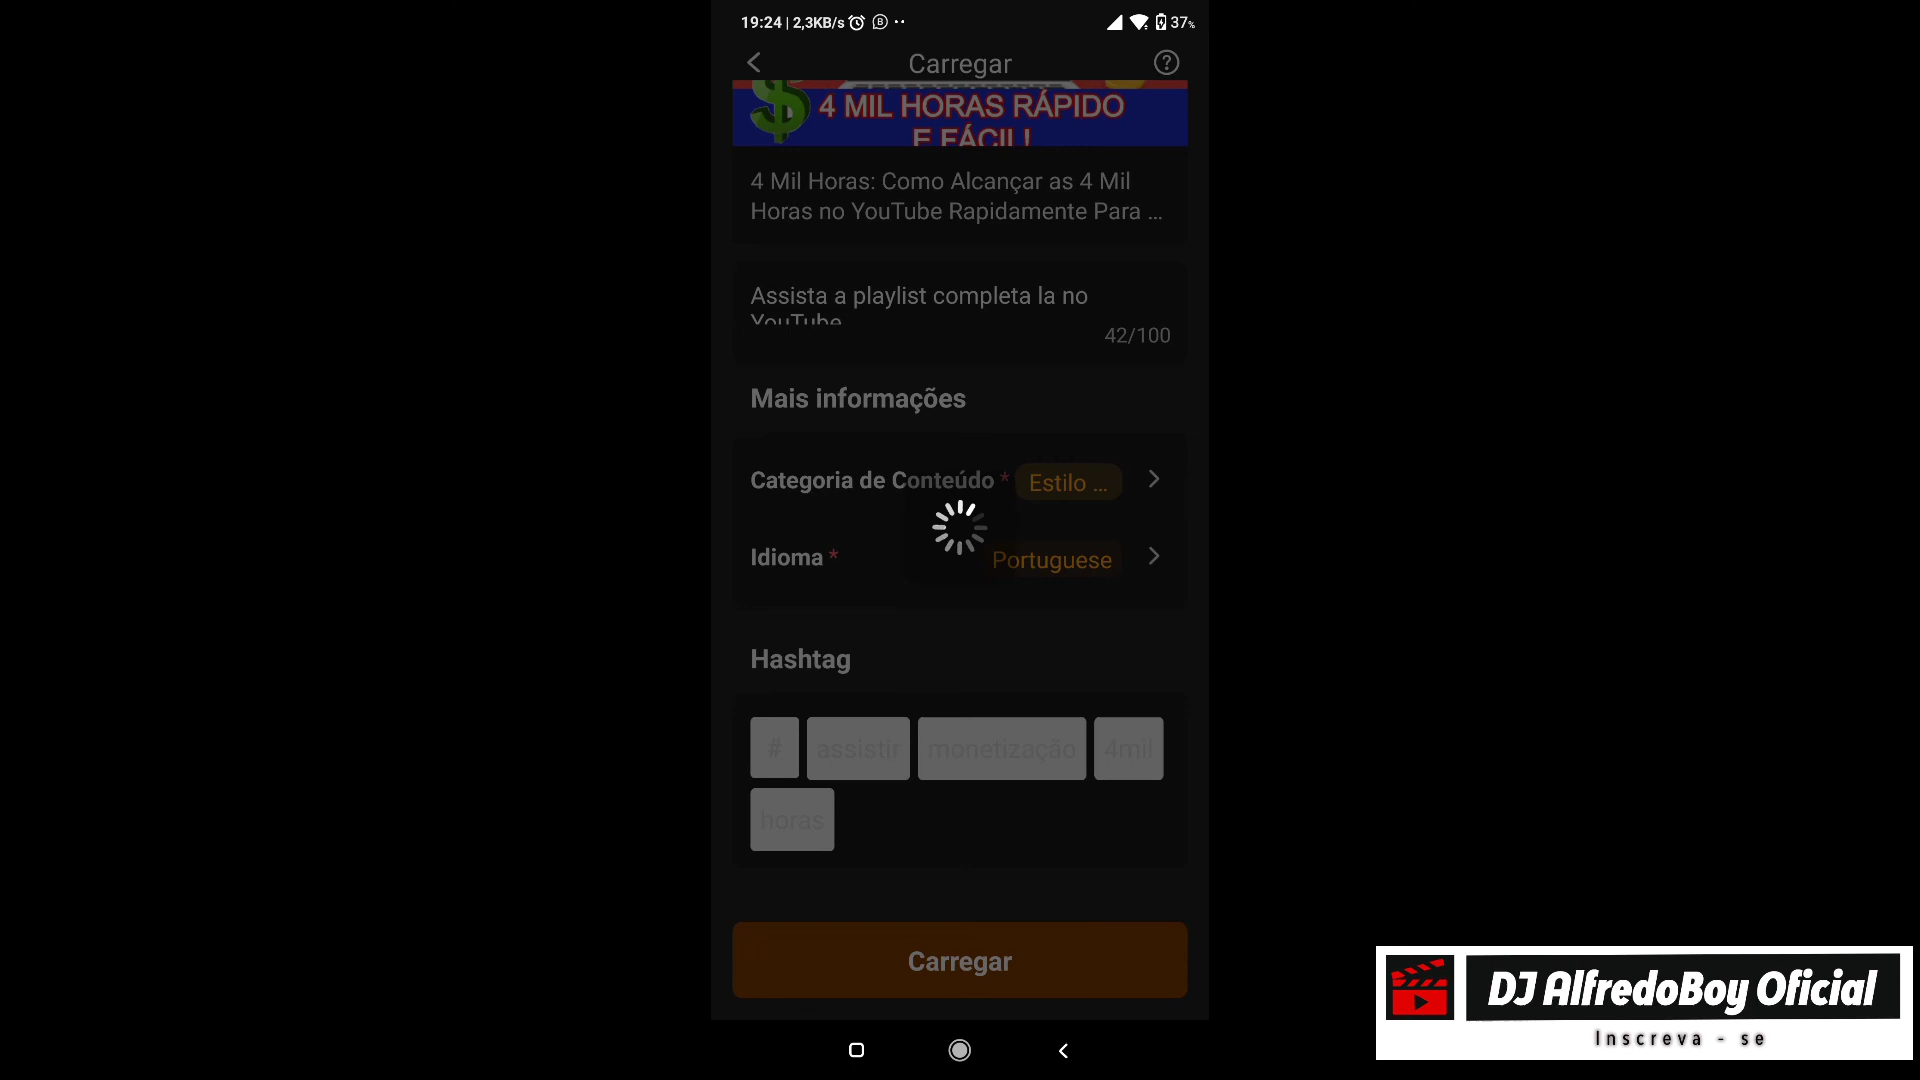 19:24 | 2,3KB/s
37%
Carregar
4 MIL HORAS RÁPIDO
E FÁCIL!
4 Mil Horas: Como Alcançar as 4 Mil
Horas no YouTube Rapidamente Para ...
Assista a playlist completa la no
YouTube
42/100
Mais informações
Categoria de Conteúdo * Estilo ...
Idioma * Portuguese
Hashtag
# assistir monetização 4mil
horas
Carregar
DJ AlfredoBoy Oficial
Inscreva - se